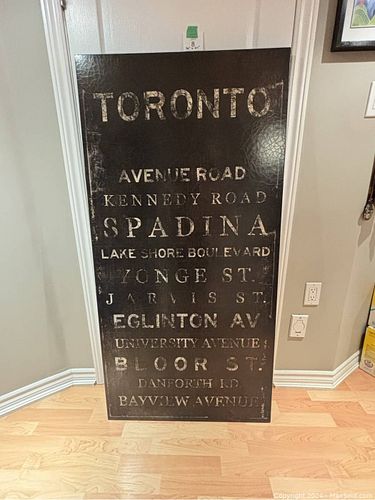 TORONTO
AVENUE ROAD
KENNEDY ROAD
SPADINA
LAKE SHORE BOULEVARD
YONGE ST.
JARVIS ST.
EGLINTON AV
UNIVERSITY AVENUE
BLOOR ST.
DANFORTH RD.
BAYVIEW AVENUE